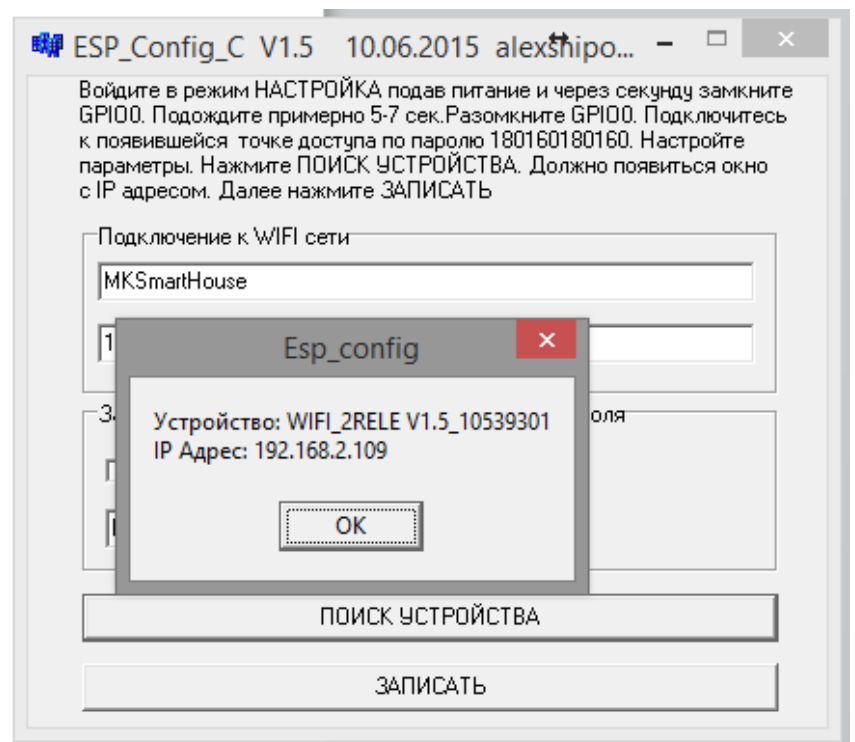 ESP_Config_C V1.5 10.06.2015 alexshipo...
Войдите в режим НАСТРОЙКА подав питание и через секунду замкните
GPIO0. Подождите примерно 5-7 сек.Разомкните GPIO0. Подключитесь
к появившейся точке доступа по паролю 180160180160. Настройте
параметры. Нажмите ПОИСК УСТРОЙСТВА. Должно появиться окно
с IP адресом. Далее нажмите ЗАПИСАТЬ
Подключение к WIFI сети
MKSmartHouse
Esp_config
Устройство: WIFI_2RELE V1.5_10539301
IP Адрес: 192.168.2.109
OK
ПОИСК УСТРОЙСТВА
ЗАПИСАТЬ